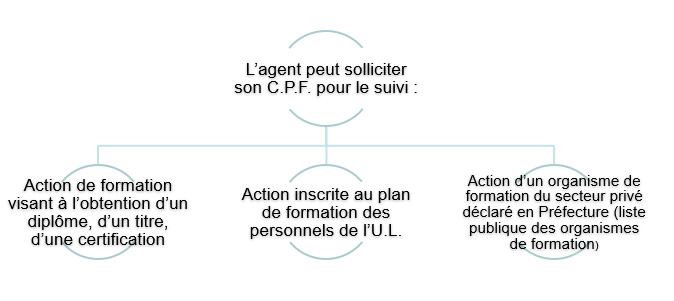 L’agent peut solliciter
son C.P.F. pour le suivi :
Action de formation
visant à l’obtention d’un
diplôme, d’un titre,
d’une certification
Action inscrite au plan
de formation des
personnels de l’U.L.
Action d’un organisme de
formation du secteur privé
déclaré en Préfecture (liste
publique des organismes
de formation)